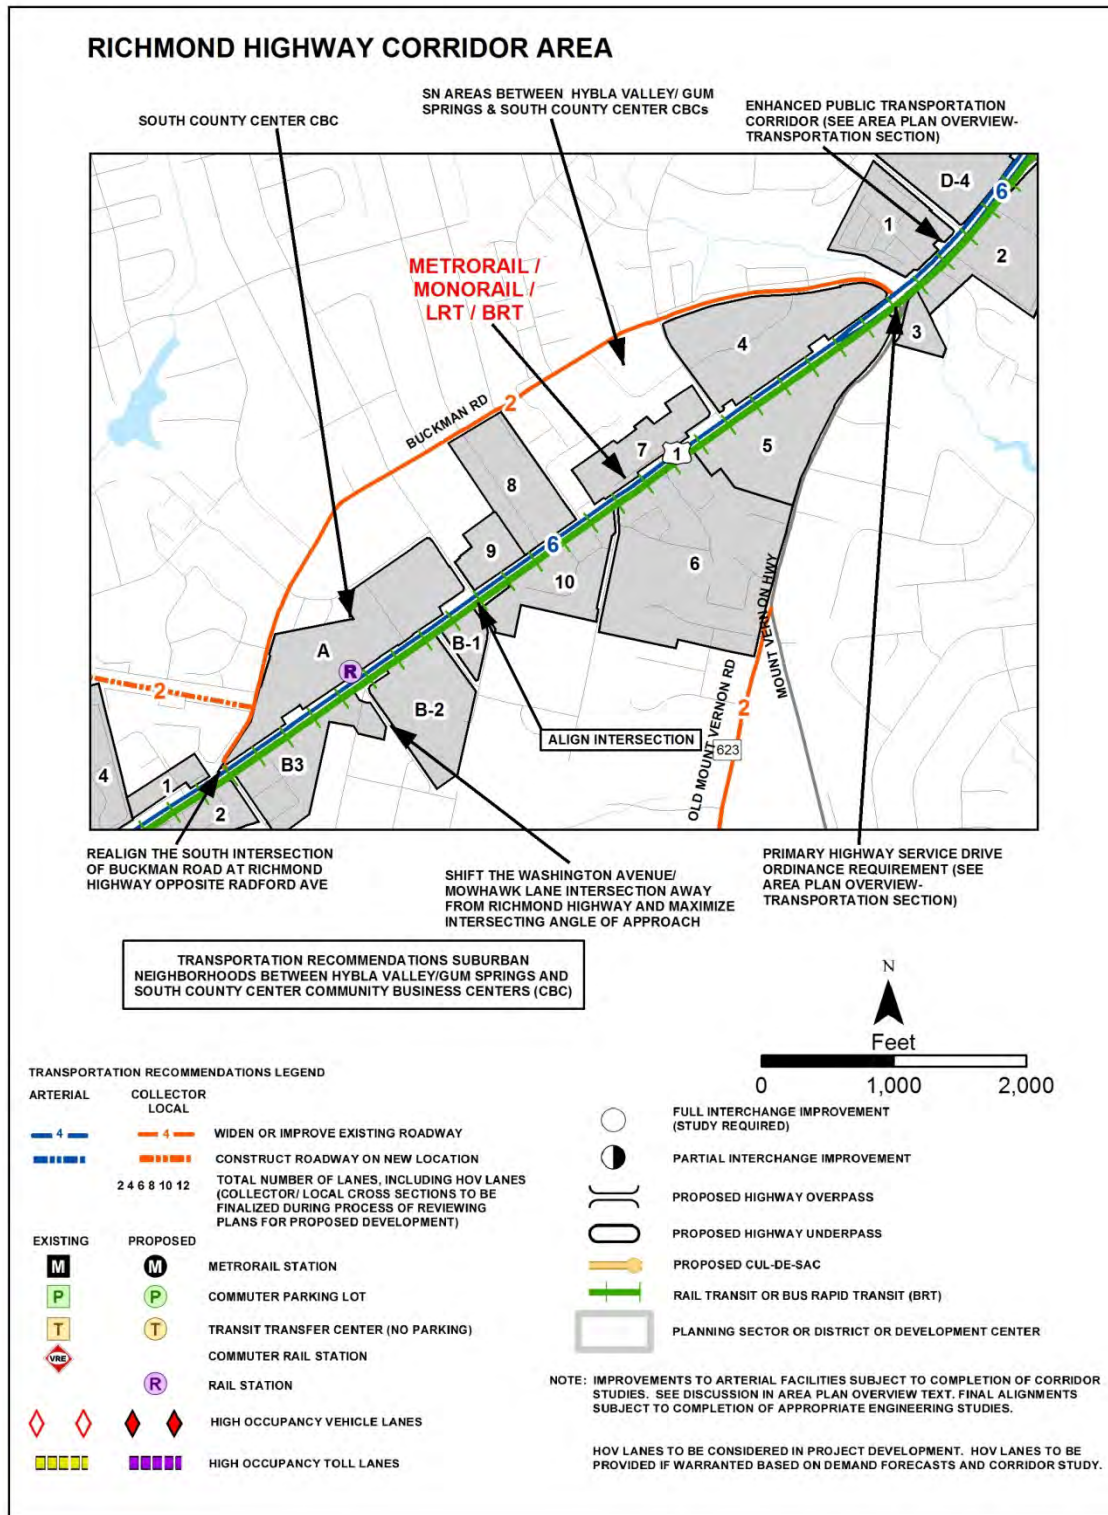 RICHMOND HIGHWAY CORRIDOR AREA
SN AREAS BETWEEN HYBLA VALLEY/ GUM
SPRINGS & SOUTH COUNTY CENTER CBCs
SOUTH COUNTY CENTER CBC
ENHANCED PUBLIC TRANSPORTATION
CORRIDOR (SEE AREA PLAN OVERVIEW-
TRANSPORTATION SECTION)
D-4
6
1
2
METRORAIL /
MONORAIL /
LRT / BRT
3
4
BUCKMAN RD
2
7
1
5
8
6
9
10
6
MOUNT VERNON HWY
A
B-1
R
B-2
OLD MOUNT VERNON RD
2
2
623
ALIGN INTERSECTION
B3
4
1
2
REALIGN THE SOUTH INTERSECTION
OF BUCKMAN ROAD AT RICHMOND
HIGHWAY OPPOSITE RADFORD AVE
SHIFT THE WASHINGTON AVENUE/
MOWHAWK LANE INTERSECTION AWAY
FROM RICHMOND HIGHWAY AND MAXIMIZE
INTERSECTING ANGLE OF APPROACH
PRIMARY HIGHWAY SERVICE DRIVE
ORDINANCE REQUIREMENT (SEE
AREA PLAN OVERVIEW-
TRANSPORTATION SECTION)
TRANSPORTATION RECOMMENDATIONS SUBURBAN
NEIGHBORHOODS BETWEEN HYBLA VALLEY/GUM SPRINGS AND
SOUTH COUNTY CENTER COMMUNITY BUSINESS CENTERS (CBC)
N
Feet
0 1,000 2,000
TRANSPORTATION RECOMMENDATIONS LEGEND
ARTERIAL COLLECTOR
LOCAL
4 4 WIDEN OR IMPROVE EXISTING ROADWAY
CONSTRUCT ROADWAY ON NEW LOCATION
2 4 6 8 10 12 TOTAL NUMBER OF LANES, INCLUDING HOV LANES
(COLLECTOR/ LOCAL CROSS SECTIONS TO BE
FINALIZED DURING PROCESS OF REVIEWING
PLANS FOR PROPOSED DEVELOPMENT)
EXISTING PROPOSED
M M METRORAIL STATION
P P COMMUTER PARKING LOT
T T TRANSIT TRANSFER CENTER (NO PARKING)
VRE COMMUTER RAIL STATION
R RAIL STATION
HIGH OCCUPANCY VEHICLE LANES
HIGH OCCUPANCY TOLL LANES
FULL INTERCHANGE IMPROVEMENT
(STUDY REQUIRED)
PARTIAL INTERCHANGE IMPROVEMENT
PROPOSED HIGHWAY OVERPASS
PROPOSED HIGHWAY UNDERPASS
PROPOSED CUL-DE-SAC
RAIL TRANSIT OR BUS RAPID TRANSIT (BRT)
PLANNING SECTOR OR DISTRICT OR DEVELOPMENT CENTER
NOTE: IMPROVEMENTS TO ARTERIAL FACILITIES SUBJECT TO COMPLETION OF CORRIDOR
STUDIES. SEE DISCUSSION IN AREA PLAN OVERVIEW TEXT. FINAL ALIGNMENTS
SUBJECT TO COMPLETION OF APPROPRIATE ENGINEERING STUDIES.
HOV LANES TO BE CONSIDERED IN PROJECT DEVELOPMENT. HOV LANES TO BE
PROVIDED IF WARRANTED BASED ON DEMAND FORECASTS AND CORRIDOR STUDY.